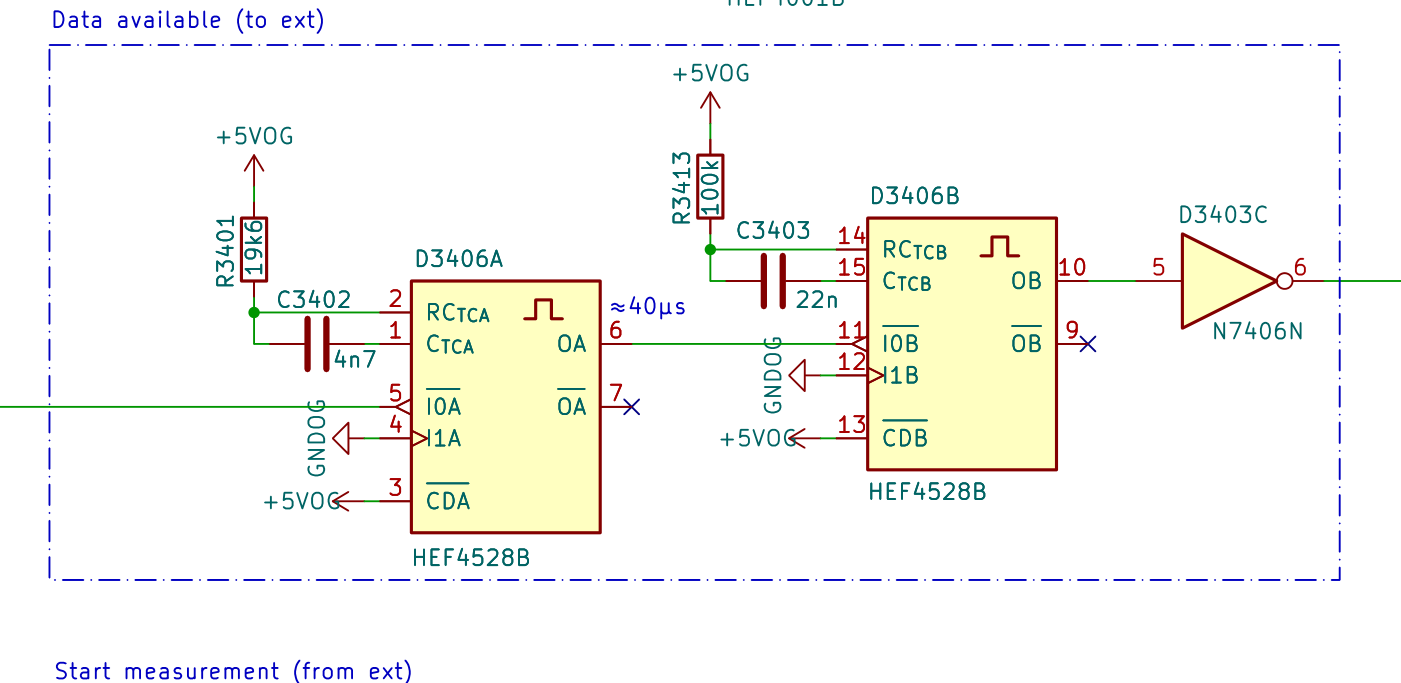 HEF4001B
Data available (to ext)
+5VOG
R3413
100k
+5VOG
R3401
19k6
C3402
4n7
D3406A
2
RCTCA
1
CTCA
5
I0A
4
I1A
3
CDA
OA
6
≈40µs
OA
7
GNDOG
+5VOG
HEF4528B
C3403
22n
D3406B
14
RCTCB
15
CTCB
11
I0B
12
I1B
13
CDB
OB
10
OB
9
GNDOG
+5VOG
HEF4528B
D3403C
5
6
N7406N
Start measurement (from ext)